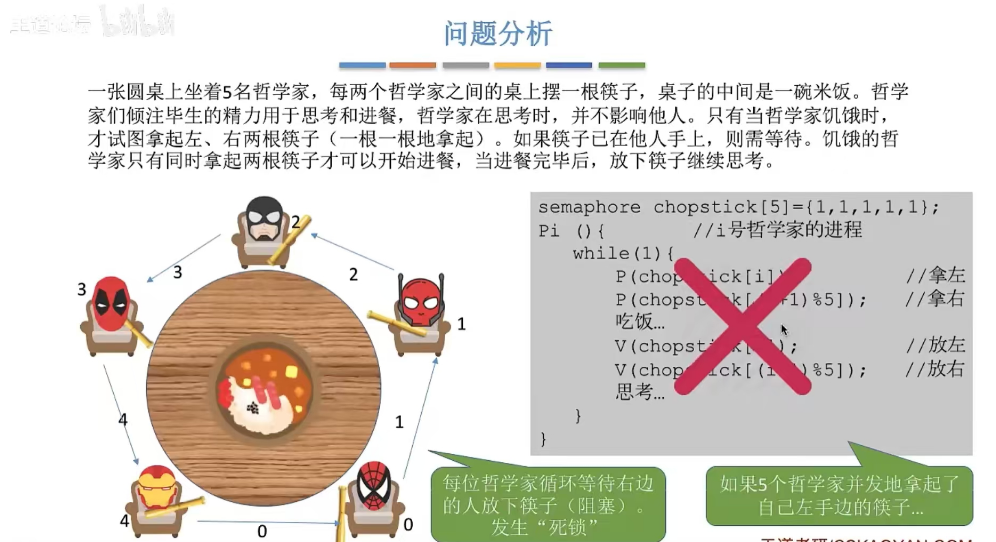 问题分析
一张圆桌上坐着5名哲学家，每两个哲学家之间的桌上摆一根筷子，桌子的中间是一碗米饭。哲学
家们倾注毕生的精力用于思考和进餐，哲学家在思考时，并不影响他人。只有当哲学家饥饿时，
才试图拿起左、右两根筷子（一根一根地拿起）。如果筷子已在他人手上，则需等待。饥饿的哲
学家只有同时拿起两根筷子才可以开始进餐，当进餐完毕后，放下筷子继续思考。
2
3
2
3
1
4
1
4
0
0
semaphore chopstick[5]={1,1,1,1,1};
Pi (){ //i号哲学家的进程
while(1){
P(chopstick[i]); //拿左
P(chopstick[(i+1)%5]); //拿右
吃饭…
V(chopstick[i]); //放左
V(chopstick[(i+1)%5]); //放右
思考…
}
}
每位哲学家循环等待右边
的人放下筷子（阻塞）。
发生“死锁”
如果5个哲学家并发地拿起了
自己左手边的筷子…